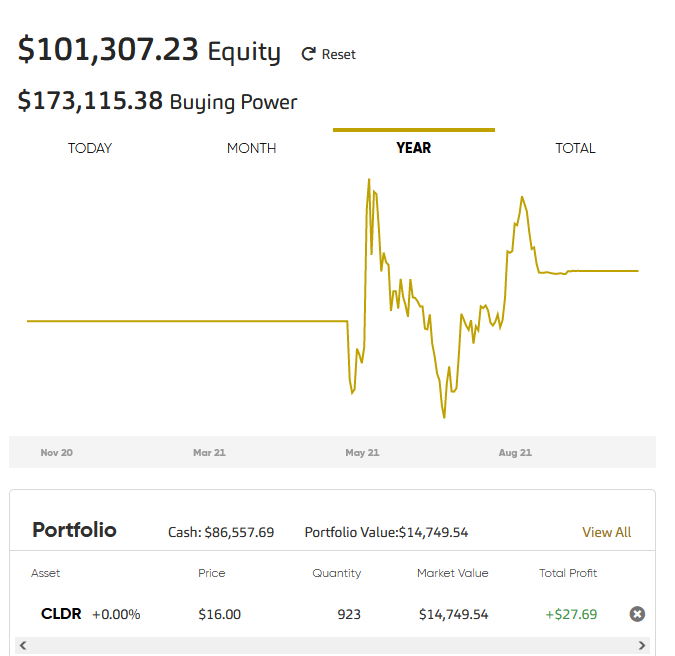 $101,307.23 Equity Reset
$173,115.38 Buying Power
TODAY MONTH YEAR TOTAL
Nov 20 Mar 21 May 21 Aug 21
Portfolio Cash: $86,557.69 Portfolio Value:$14,749.54 View All
Asset Price Quantity Market Value Total Profit
CLDR +0.00% $16.00 923 $14,749.54 +$27.69